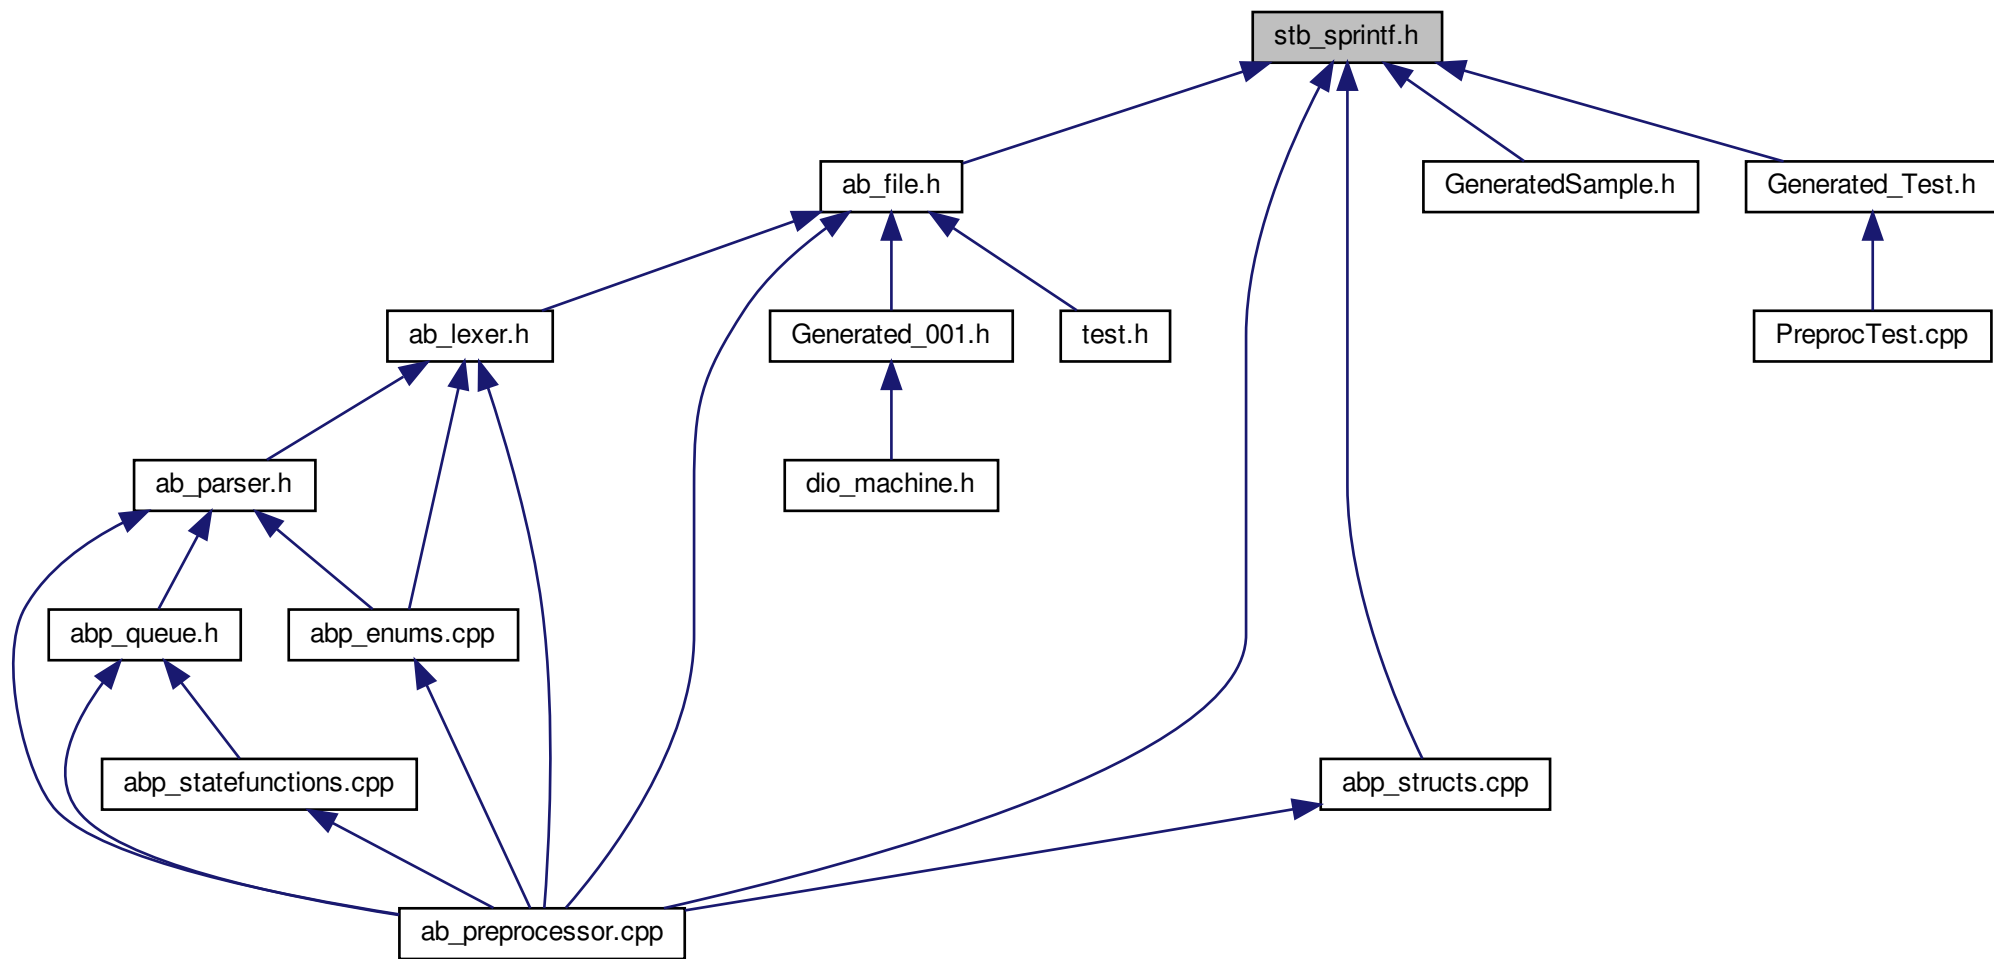 stb_sprintf.h
ab_file.h
GeneratedSample.h
Generated_Test.h
ab_lexer.h
Generated_001.h
test.h
PreprocTest.cpp
ab_parser.h
dio_machine.h
abp_queue.h
abp_enums.cpp
abp_statefunctions.cpp
abp_structs.cpp
ab_preprocessor.cpp